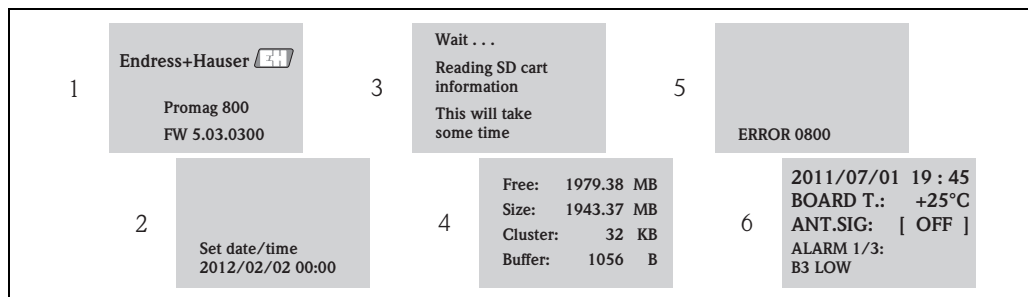 1
Endress+Hauser
Promag 800
FW 5.03.0300
2
Set date/time
2012/02/02 00:00
3
Wait . . .
Reading SD cart
information
This will take
some time
4
Free: 1979.38 MB
Size: 1943.37 MB
Cluster: 32 KB
Buffer: 1056 B
5
ERROR 0800
6
2011/07/01 19 : 45
BOARD T.: +25°C
ANT.SIG: [ OFF ]
ALARM 1/3:
B3 LOW